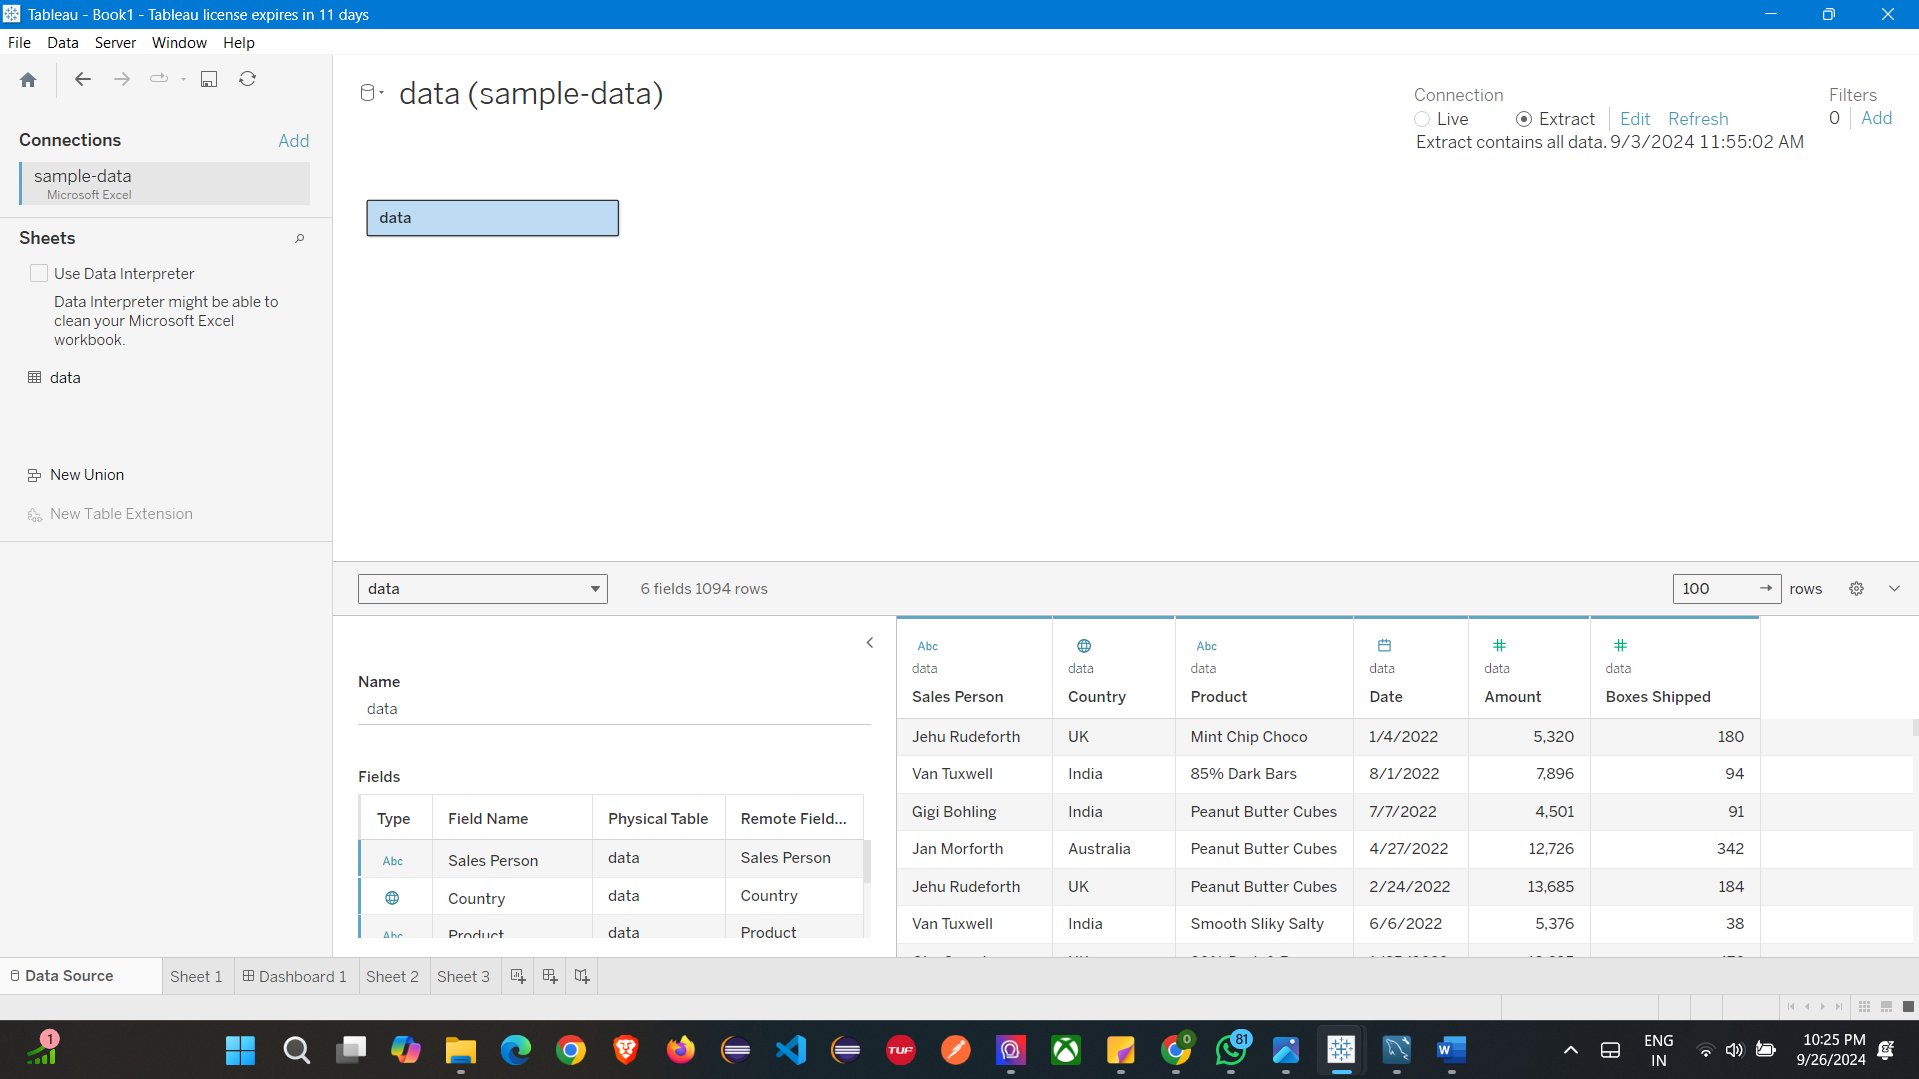 Tableau - Book1 - Tableau license expires in 11 days
File Data Server Window Help
data (sample-data)
Connection
Live Extract Edit Refresh
Extract contains all data. 9/3/2024 11:55:02 AM
Filters
0 Add
Connections Add
sample-data
Microsoft Excel
Sheets
Use Data Interpreter
Data Interpreter might be able to
clean your Microsoft Excel
workbook.
data
New Union
New Table Extension
data
data 6 fields 1094 rows 100 rows
Name
data
Fields
Type Field Name Physical Table Remote Field...
Abc Sales Person data Sales Person
Country data Country
Abc Product data Product
Abc Abc
data data data data data data
Sales Person Country Product Date Amount Boxes Shipped
Jehu Rudeforth UK Mint Chip Choco 1/4/2022 5,320 180
Van Tuxwell India 85% Dark Bars 8/1/2022 7,896 94
Gigi Bohling India Peanut Butter Cubes 7/7/2022 4,501 91
Jan Morforth Australia Peanut Butter Cubes 4/27/2022 12,726 342
Jehu Rudeforth UK Peanut Butter Cubes 2/24/2022 13,685 184
Van Tuxwell India Smooth Sliky Salty 6/6/2022 5,376 38
Data Source Sheet 1 Dashboard 1 Sheet 2 Sheet 3
1
TUF
0
81
W
ENG
IN
10:25 PM
9/26/2024